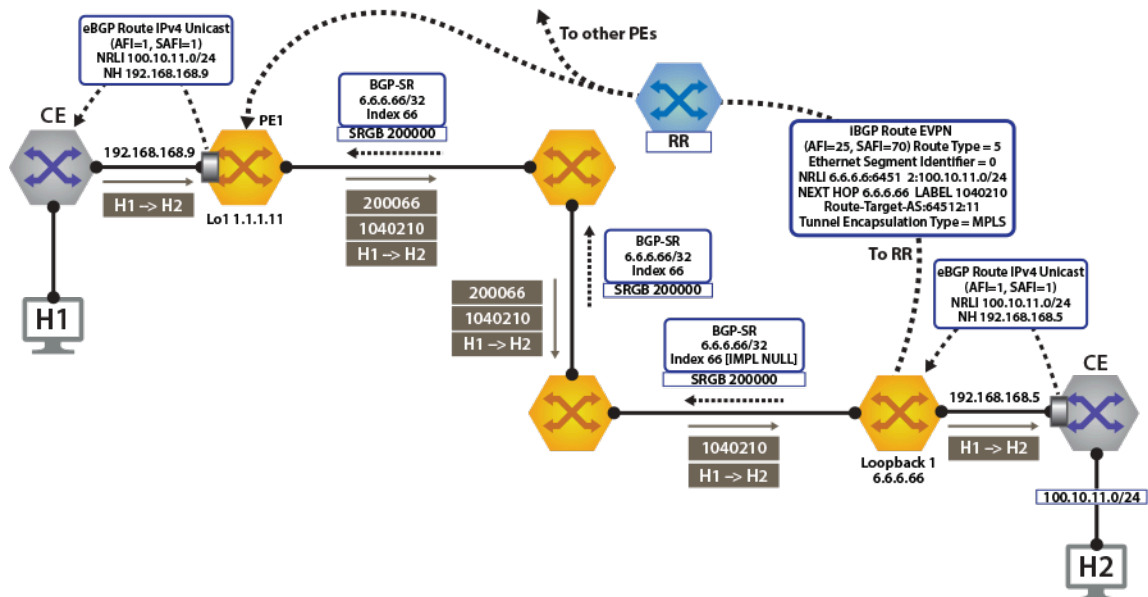 eBGP Route IPv4 Unicast
(AFI=1, SAFI=1)
NRLI 100.10.11.0/24
NH 192.168.168.9
To other PEs
CE
PE1
BGP-SR
6.6.6.66/32
Index 66
SRGB 200000
RR
192.168.168.9
H1 –> H2
Lo1 1.1.1.11
200066
1040210
H1 –> H2
iBGP Route EVPN
(AFI=25, SAFI=70) Route Type = 5
Ethernet Segment Identifier = 0
NRLI 6.6.6.6:6451 2:100.10.11.0/24
NEXT HOP 6.6.6.66 LABEL 1040210
Route-Target-AS:64512:11
Tunnel Encapsulation Type = MPLS
To RR
BGP-SR
6.6.6.66/32
Index 66
SRGB 200000
200066
1040210
H1 –> H2
eBGP Route IPv4 Unicast
(AFI=1, SAFI=1)
NRLI 100.10.11.0/24
NH 192.168.168.5
H1
BGP-SR
6.6.6.66/32
Index 66 [IMPL NULL]
SRGB 200000
CE
192.168.168.5
1040210
H1 –> H2
H1 –> H2
Loopback 1
6.6.6.66
100.10.11.0/24
H2